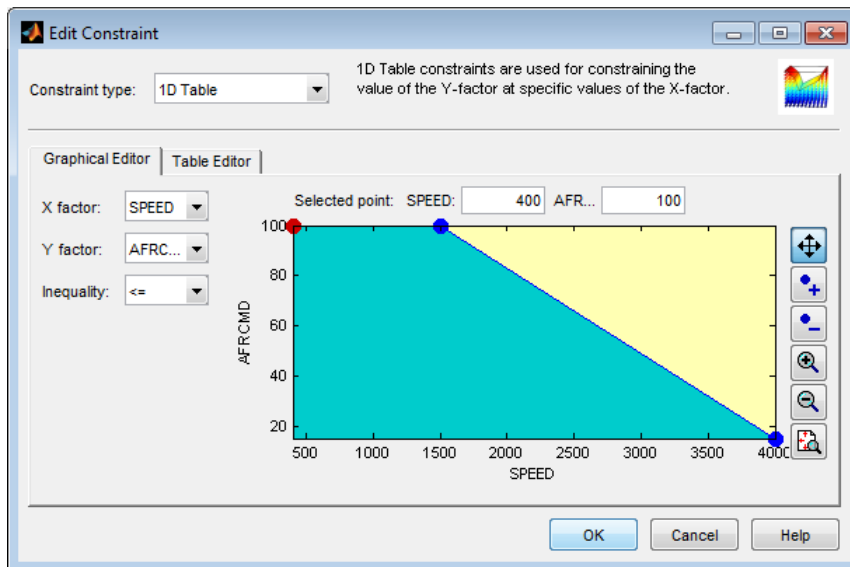 Edit Constraint
Constraint type: 1D Table
1D Table constraints are used for constraining the
value of the Y-factor at specific values of the X-factor.
Graphical Editor Table Editor
X factor: SPEED
Y factor: AFRC...
Inequality: <=
Selected point: SPEED: 400 AFR... 100
100
80
60
40
20
AFRCMD
500 1000 1500 2000 2500 3000 3500 4000
SPEED
OK Cancel Help